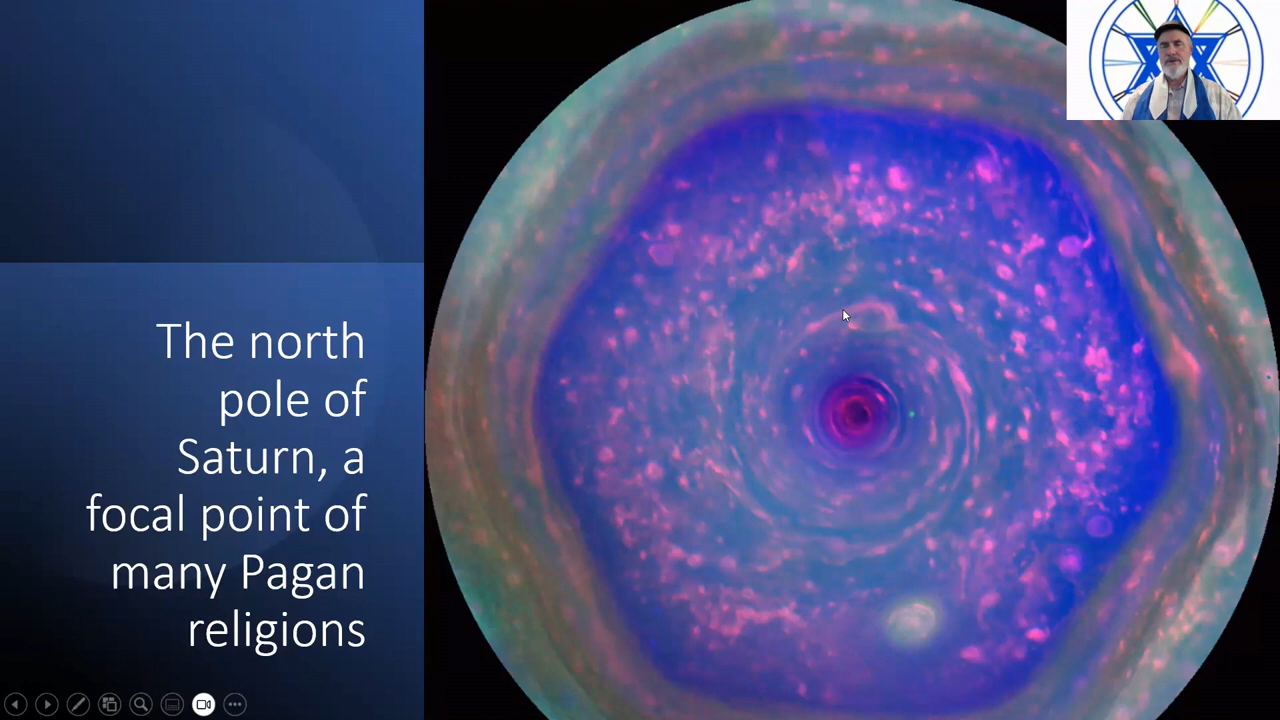 The north
pole of
Saturn, a
focal point of
many Pagan
religions